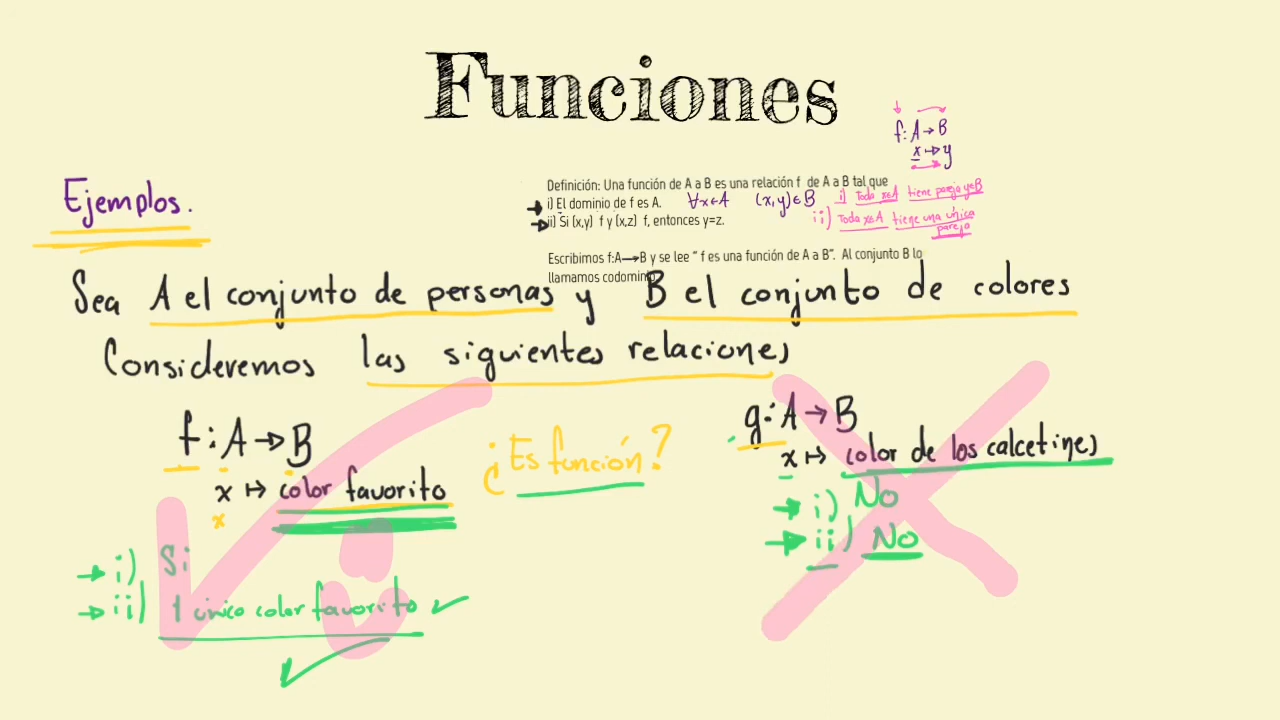 Funciones
f: A → B
x ↦ y
Ejemplos.
Definición: Una función de A a B es una relación f de A a B tal que
i) El dominio de f es A. ∀x∈A (x,y)∈B
ii) Si (x,y) f y (x,z) f, entonces y=z.
i) Toda x∈A tiene pareja y∈B
ii) Toda x∈A tiene una única
pareja
Escribimos f:A→B y se lee “ f es una función de A a B”. Al conjunto B lo
llamamos codominio
Sea A el conjunto de personas y B el conjunto de colores
Consideremos las siguientes relaciones
f: A → B
x ↦ color favorito
x
¿Es función?
g: A → B
x ↦ color de los calcetines
i) No
ii) No
i) Si
ii) 1 único color favorito ✓